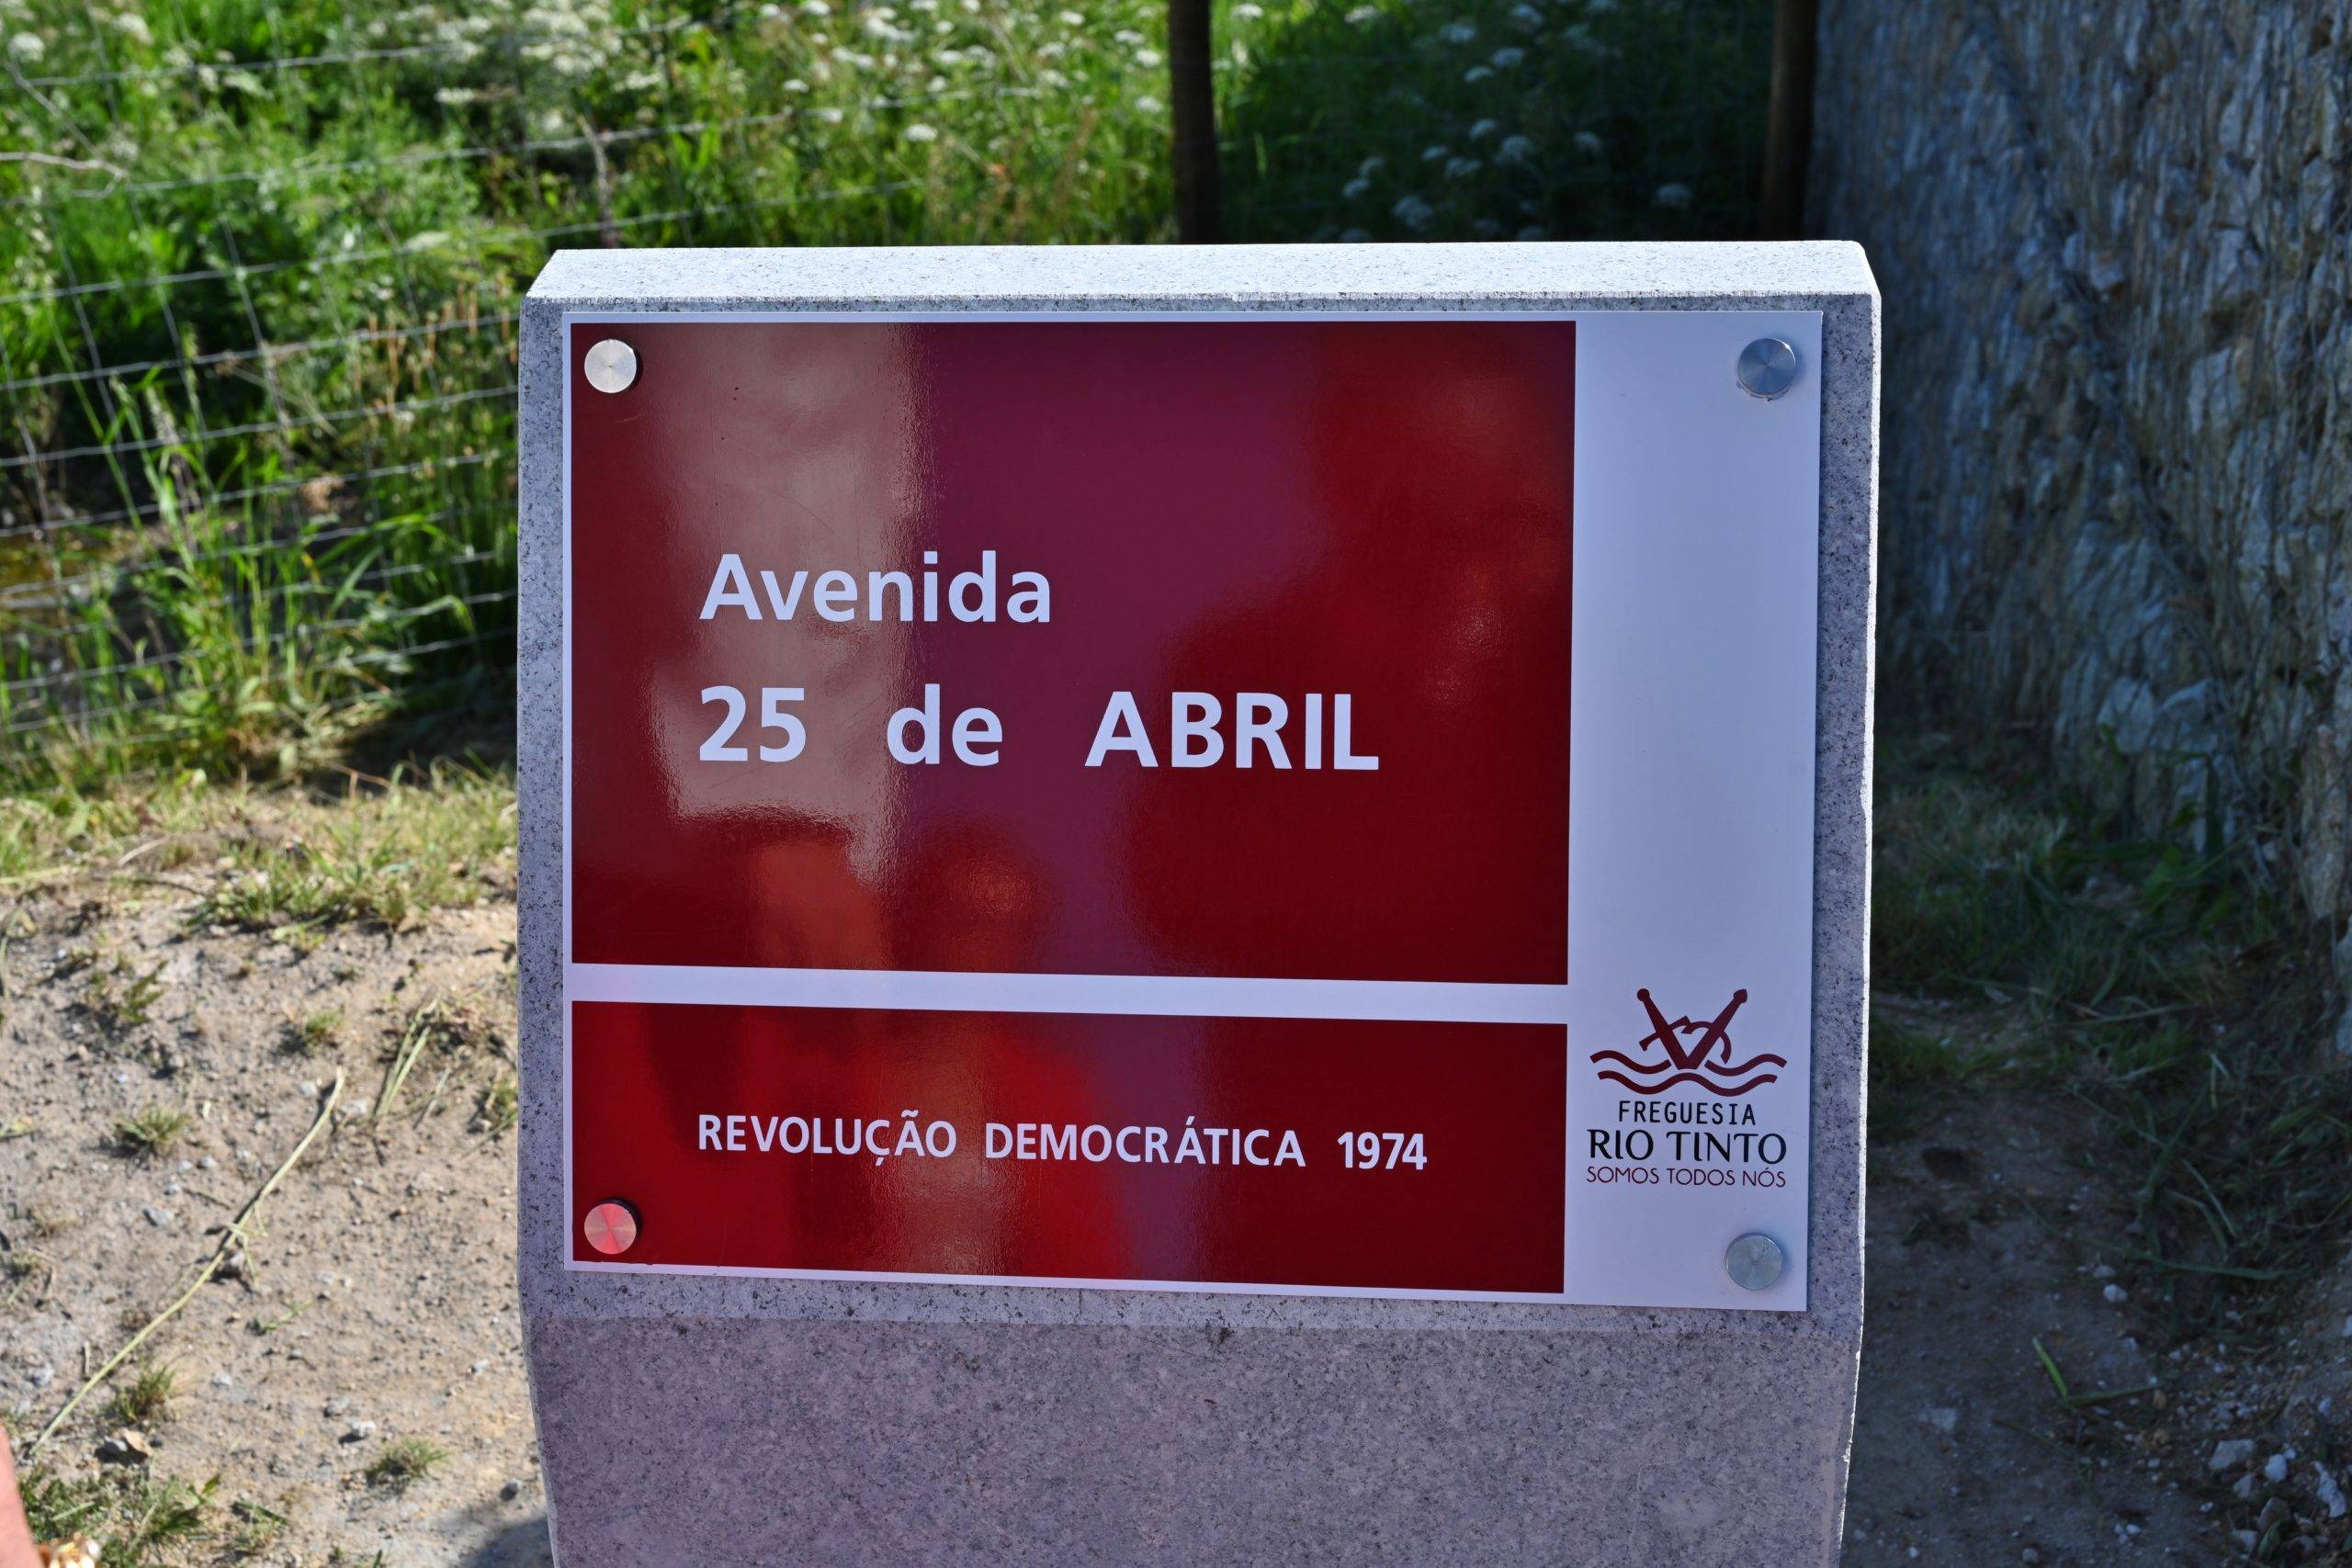 Avenida
25 de ABRIL
REVOLUÇÃO DEMOCRÁTICA 1974
FREGUESIA
RIO TINTO
SOMOS TODOS NÓS